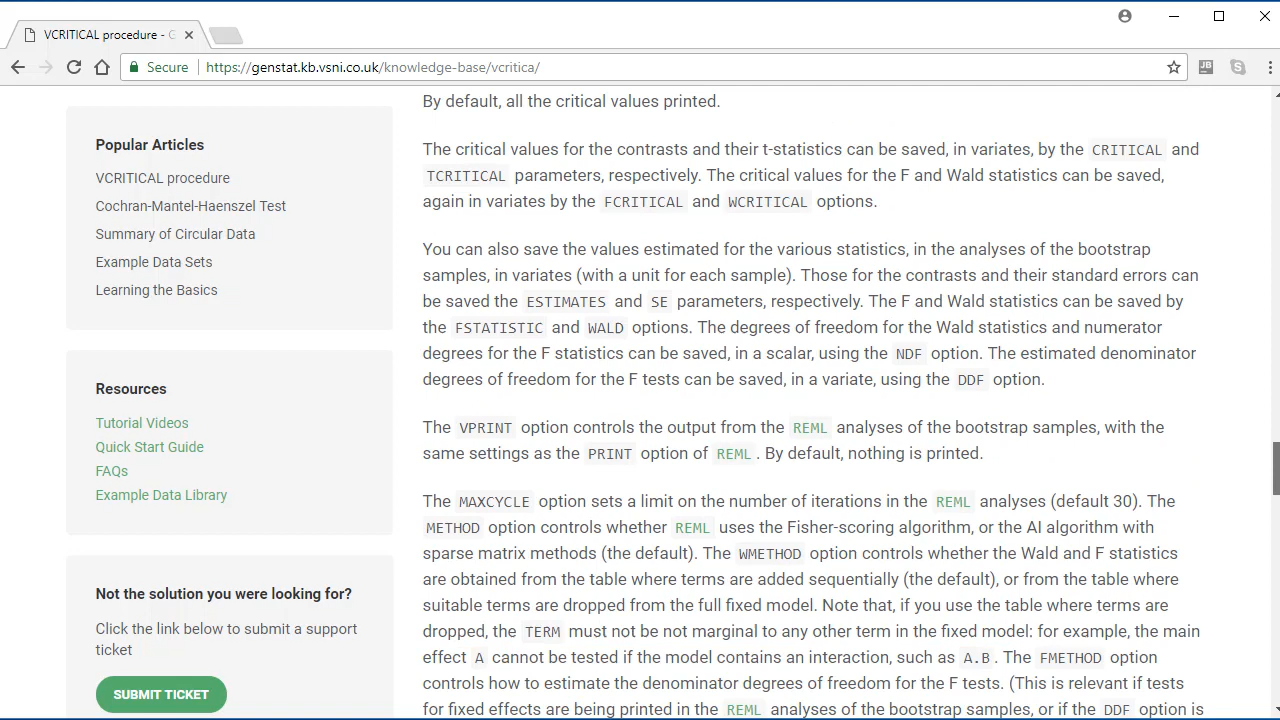 VCRITICAL procedure - G
Secure
https://genstat.kb.vsni.co.uk/knowledge-base/vcritica/
JB
Popular Articles
VCRITICAL procedure
Cochran-Mantel-Haenszel Test
Summary of Circular Data
Example Data Sets
Learning the Basics
Resources
Tutorial Videos
Quick Start Guide
FAQs
Example Data Library
Not the solution you were looking for?
Click the link below to submit a support
ticket
SUBMIT TICKET
By default, all the critical values printed.
The critical values for the contrasts and their t-statistics can be saved, in variates, by the CRITICAL and
TCRITICAL parameters, respectively. The critical values for the F and Wald statistics can be saved,
again in variates by the FCRITICAL and WCRITICAL options.
You can also save the values estimated for the various statistics, in the analyses of the bootstrap
samples, in variates (with a unit for each sample). Those for the contrasts and their standard errors can
be saved the ESTIMATES and SE parameters, respectively. The F and Wald statistics can be saved by
the FSTATISTIC and WALD options. The degrees of freedom for the Wald statistics and numerator
degrees for the F statistics can be saved, in a scalar, using the NDF option. The estimated denominator
degrees of freedom for the F tests can be saved, in a variate, using the DDF option.
The VPRINT option controls the output from the REML analyses of the bootstrap samples, with the
same settings as the PRINT option of REML . By default, nothing is printed.
The MAXCYCLE option sets a limit on the number of iterations in the REML analyses (default 30). The
METHOD option controls whether REML uses the Fisher-scoring algorithm, or the AI algorithm with
sparse matrix methods (the default). The WMETHOD option controls whether the Wald and F statistics
are obtained from the table where terms are added sequentially (the default), or from the table where
suitable terms are dropped from the full fixed model. Note that, if you use the table where terms are
dropped, the TERM must not be not marginal to any other term in the fixed model: for example, the main
effect A cannot be tested if the model contains an interaction, such as A.B . The FMETHOD option
controls how to estimate the denominator degrees of freedom for the F tests. (This is relevant if tests
for fixed effects are being printed in the REML analyses of the bootstrap samples, or if the DDF option is